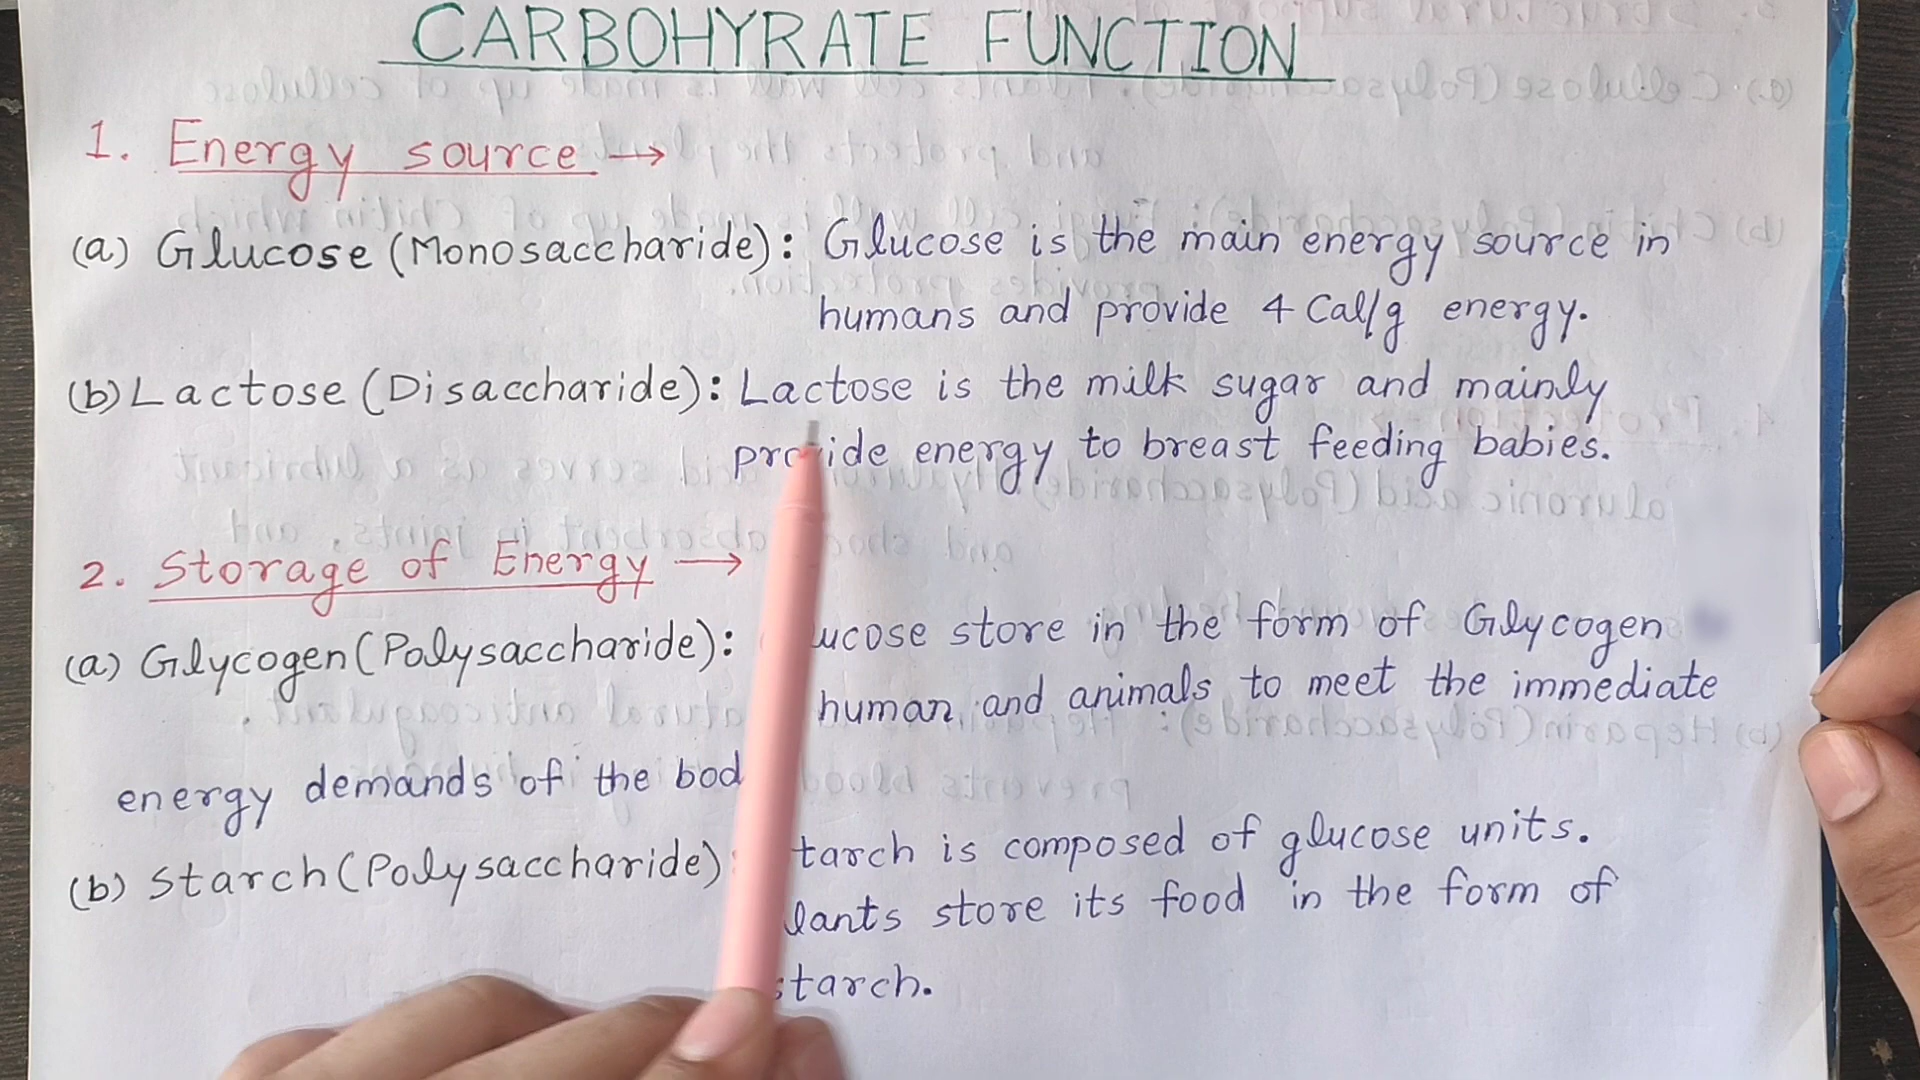 CARBOHYRATE FUNCTION
1. Energy source →
(a) Glucose (Monosaccharide): Glucose is the main energy source in
humans and provide 4 Cal/g energy.
(b) Lactose (Disaccharide): Lactose is the milk sugar and mainly
provide energy to breast feeding babies.
2. Storage of Energy →
(a) Glycogen (Polysaccharide): ucose store in the form of Glycogen
human and animals to meet the immediate
energy demands of the bod
(b) Starch (Polysaccharide): tarch is composed of glucose units.
lants store its food in the form of
starch.